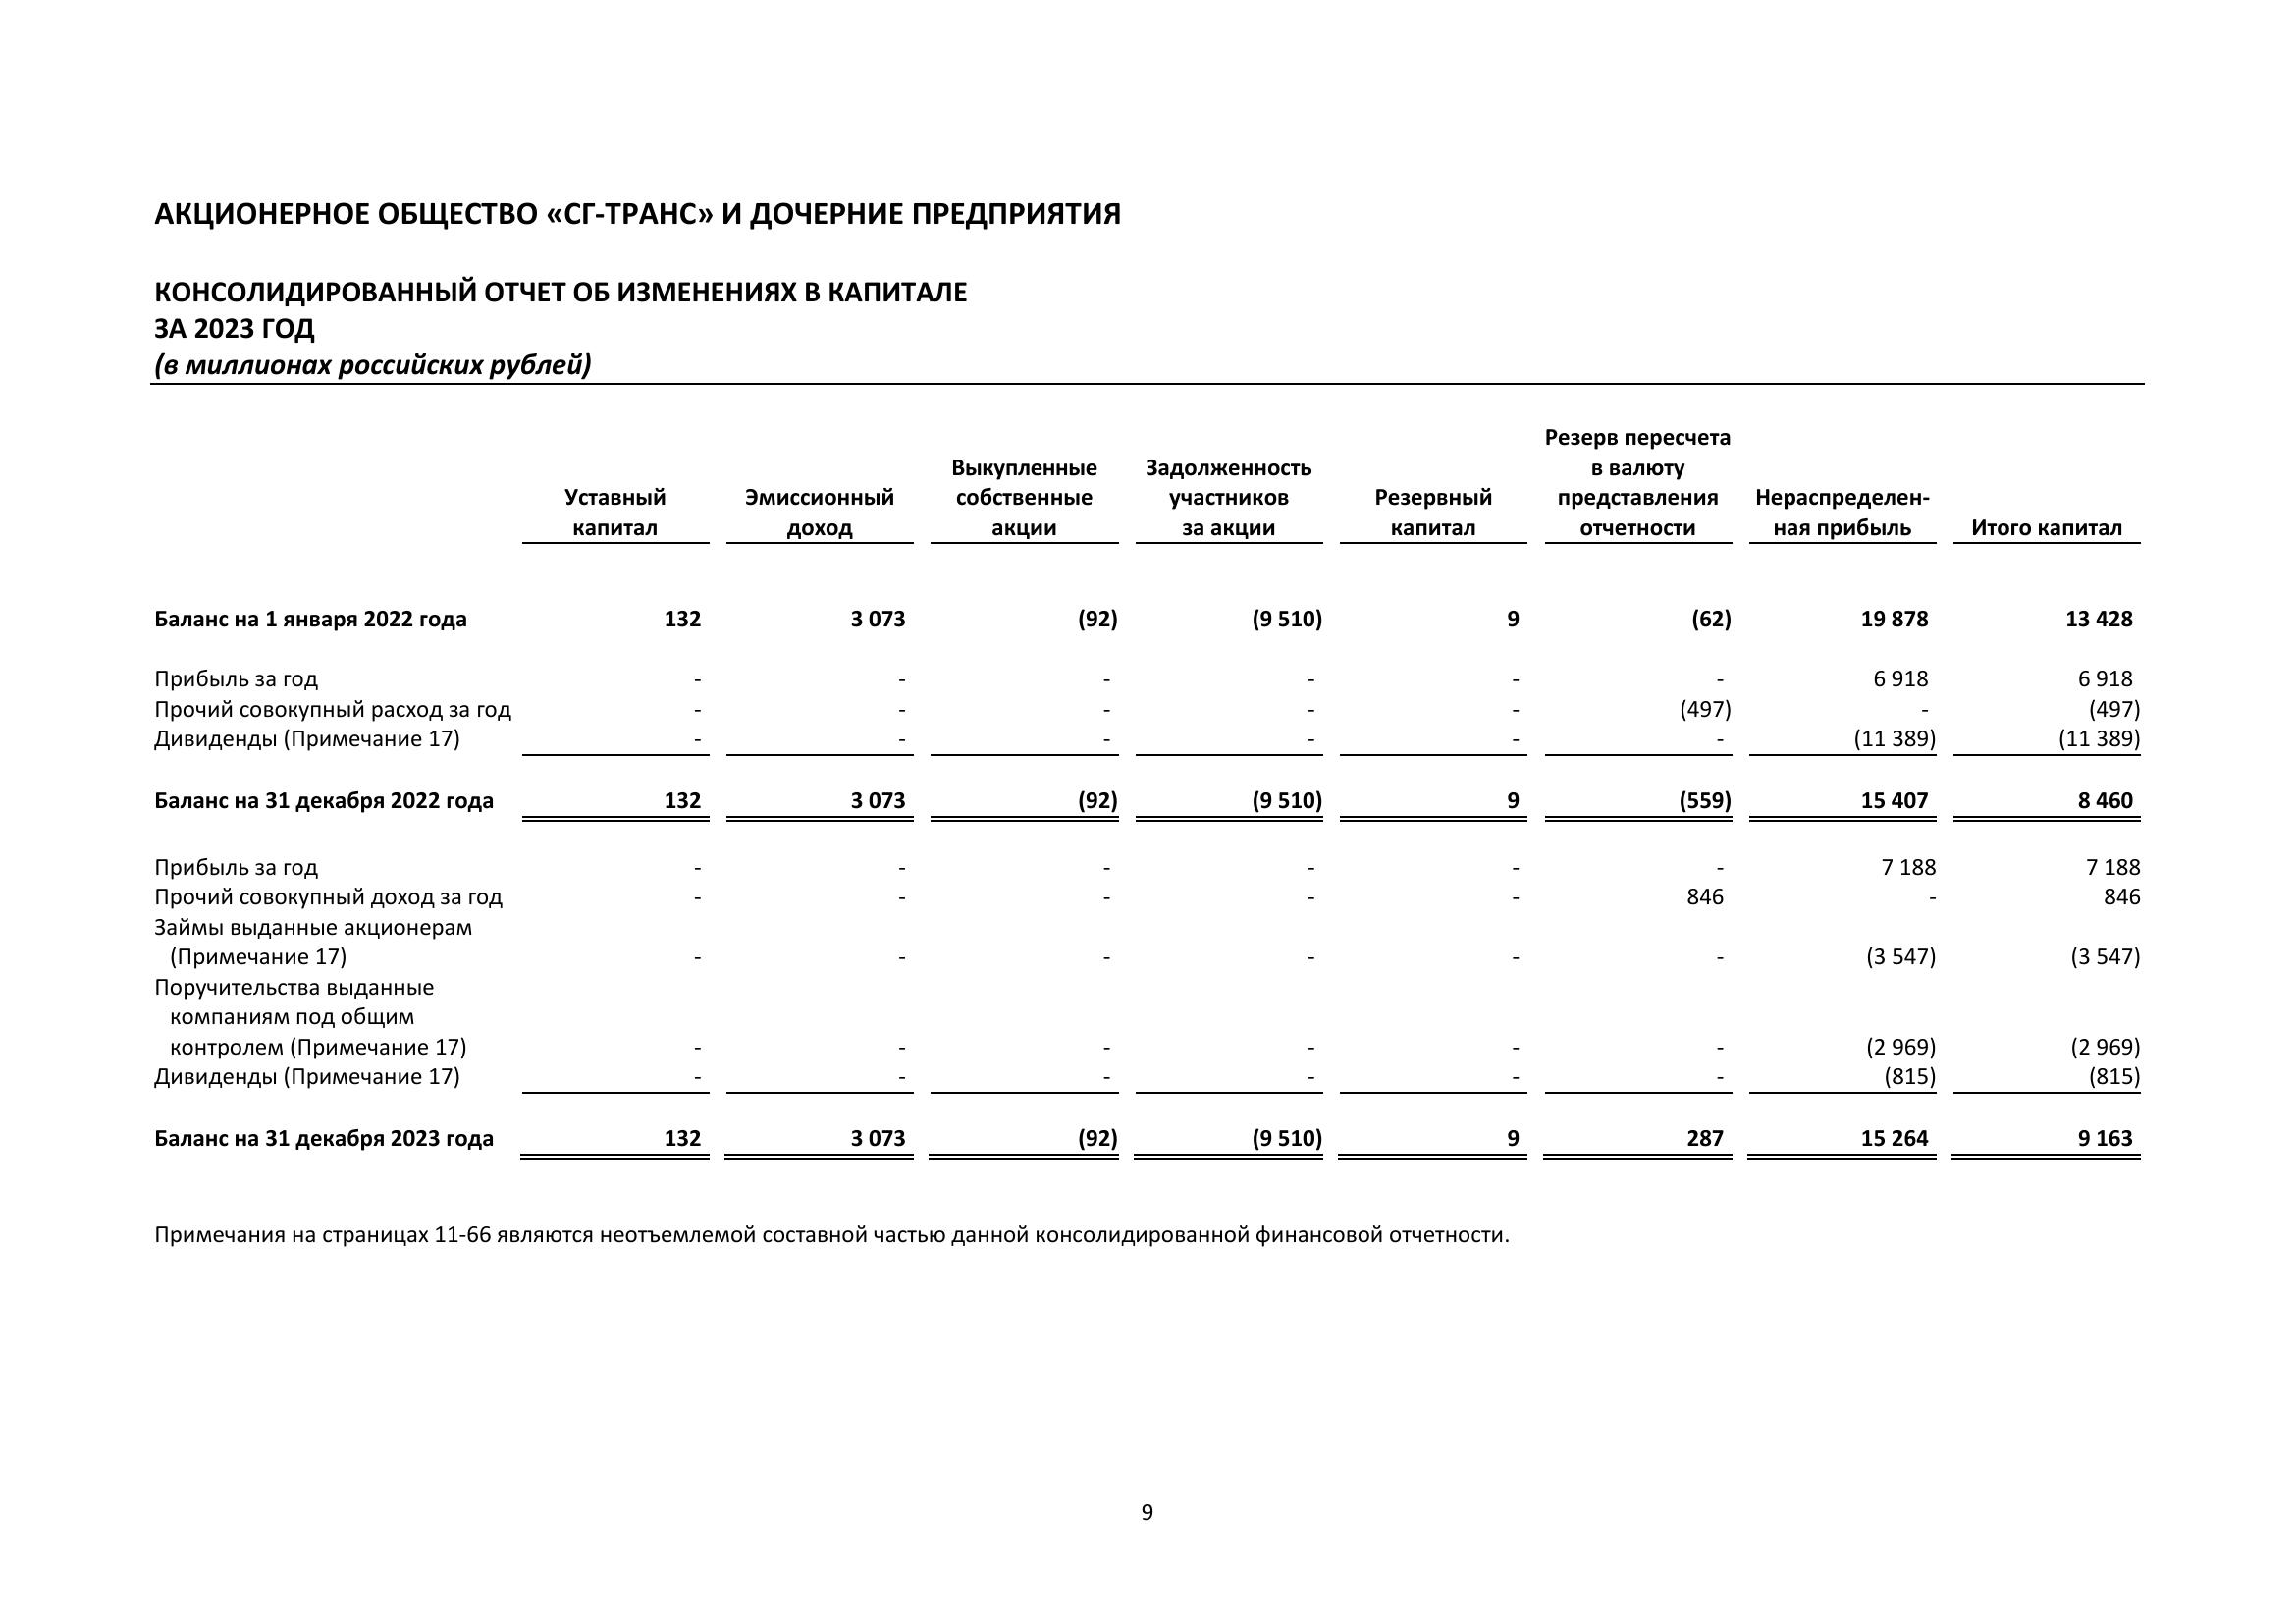 АКЦИОНЕРНОЕ ОБЩЕСТВО «СГ-ТРАНС» И ДОЧЕРНИЕ ПРЕДПРИЯТИЯ
КОНСОЛИДИРОВАННЫЙ ОТЧЕТ ОБ ИЗМЕНЕНИЯХ В КАПИТАЛЕ
ЗА 2023 ГОД
(в миллионах российских рублей)
Уставный
капитал
Эмиссионный
доход
Выкупленные
собственные
акции
Задолженность
участников
за акции
Резервный
капитал
Резерв пересчета
в валюту
представления
отчетности
Нераспределен-
ная прибыль
Итого капитал
Баланс на 1 января 2022 года 132 3 073 (92) (9 510) 9 (62) 19 878 13 428
Прибыль за год - - - - - - 6 918 6 918
Прочий совокупный расход за год - - - - - (497) - (497)
Дивиденды (Примечание 17) - - - - - - (11 389) (11 389)
Баланс на 31 декабря 2022 года 132 3 073 (92) (9 510) 9 (559) 15 407 8 460
Прибыль за год - - - - - - 7 188 7 188
Прочий совокупный доход за год - - - - - 846 - 846
Займы выданные акционерам
(Примечание 17) - - - - - - (3 547) (3 547)
Поручительства выданные
компаниям под общим
контролем (Примечание 17) - - - - - - (2 969) (2 969)
Дивиденды (Примечание 17) - - - - - - (815) (815)
Баланс на 31 декабря 2023 года 132 3 073 (92) (9 510) 9 287 15 264 9 163
Примечания на страницах 11-66 являются неотъемлемой составной частью данной консолидированной финансовой отчетности.
9